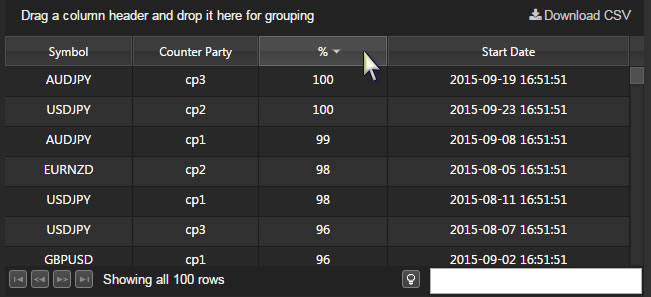 Drag a column header and drop it here for grouping Download CSV
Symbol Counter Party % Start Date
AUDJPY cp3 100 2015-09-19 16:51:51
USDJPY cp2 100 2015-09-23 16:51:51
AUDJPY cp1 99 2015-09-08 16:51:51
EURNZD cp2 98 2015-08-05 16:51:51
USDJPY cp1 98 2015-08-11 16:51:51
USDJPY cp3 96 2015-08-07 16:51:51
GBPUSD cp1 96 2015-09-02 16:51:51
Showing all 100 rows